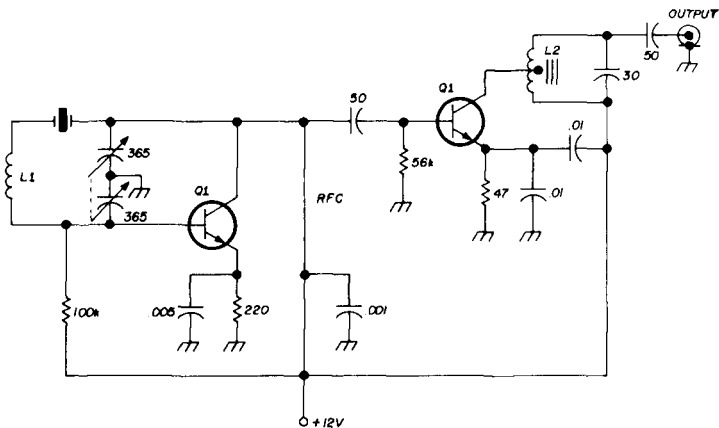 OUTPUT
50
L2
30
Q1
50
.01
365
56k
L1
Q1
RFC
47
.01
365
.005
220
.001
100k
+12V